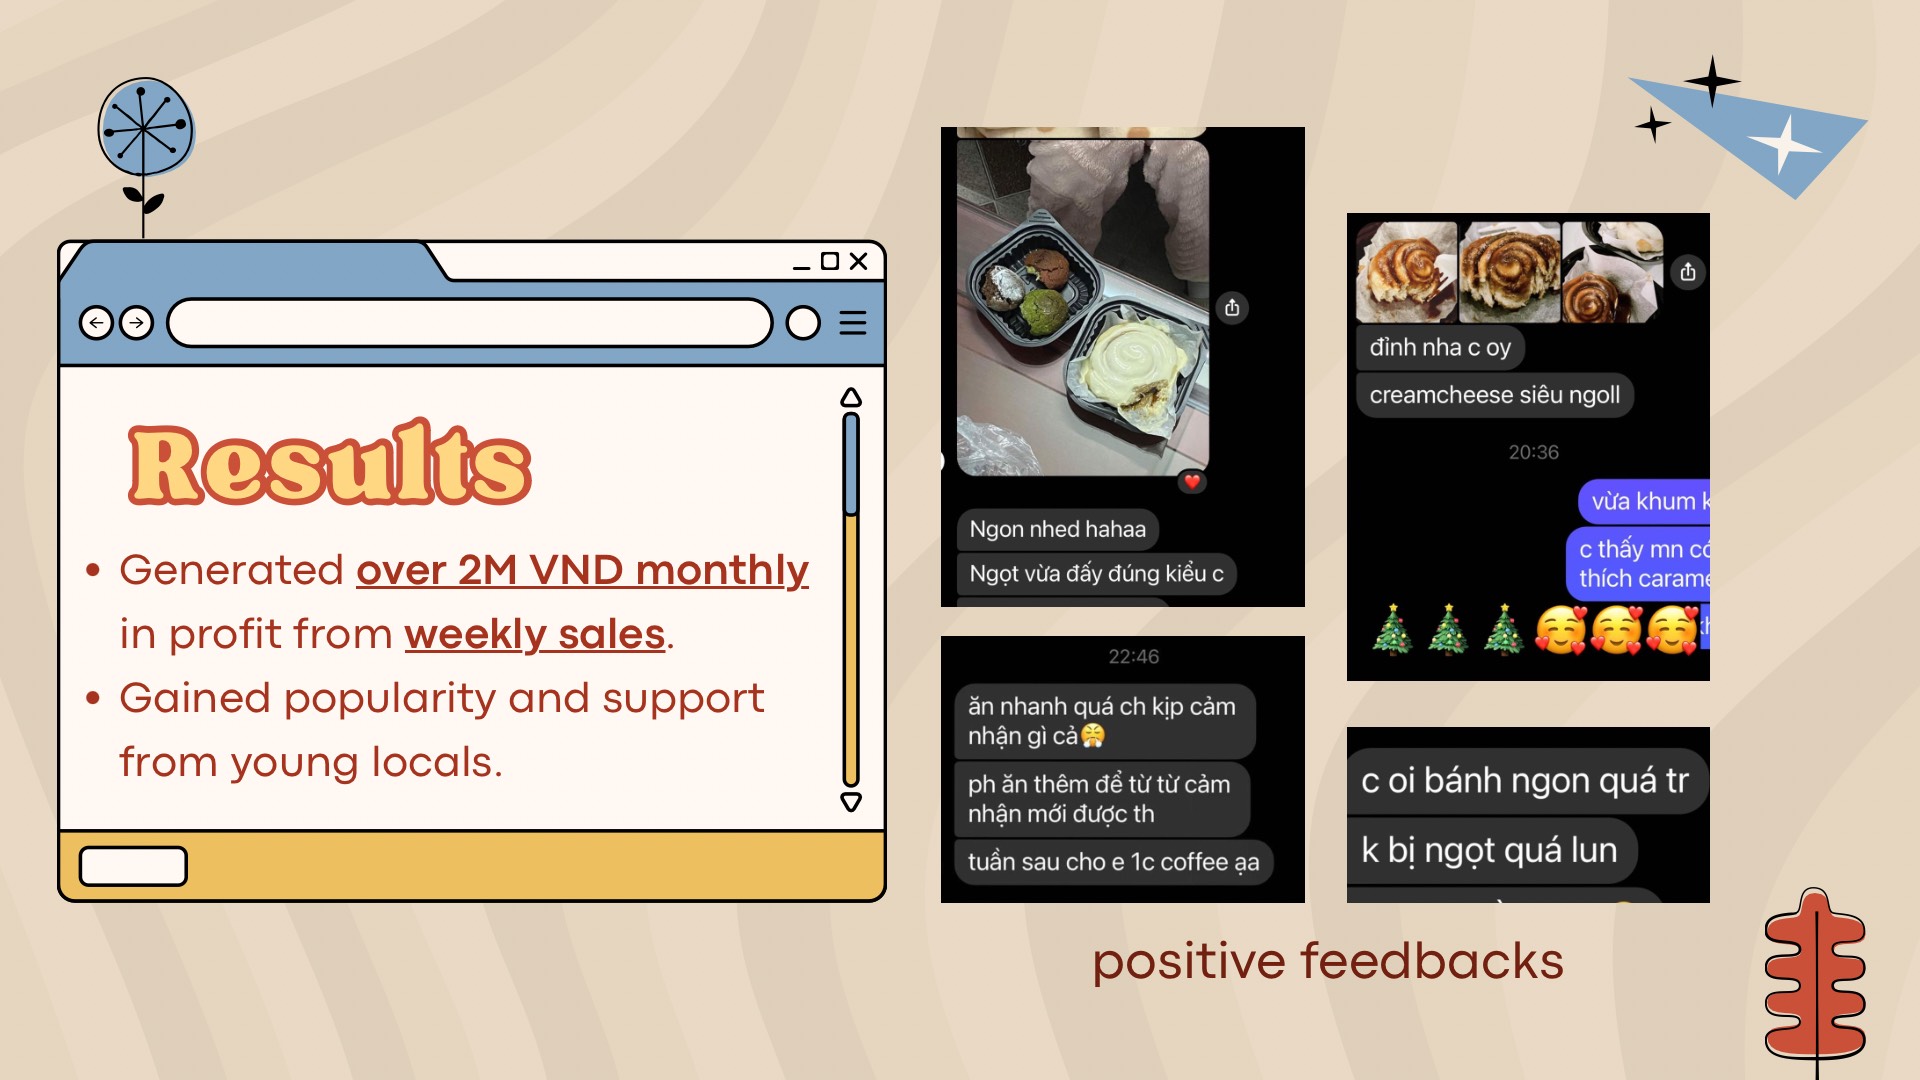 Results
• Generated over 2M VND monthly
in profit from weekly sales.
• Gained popularity and support
from young locals.
Ngon nhed hahaa
Ngọt vừa đấy đúng kiểu c
22:46
ăn nhanh quá ch kịp cảm
nhận gì cả😤
ph ăn thêm để từ từ cảm
nhận mới được th
tuần sau cho e 1c coffee ạa
đỉnh nha c oy
creamcheese siêu ngoll
20:36
vừa khum
c thấy mn
thích
🎄🎄🎄🥰🥰🥰
c oi bánh ngon quá tr
k bị ngọt quá lun
positive feedbacks